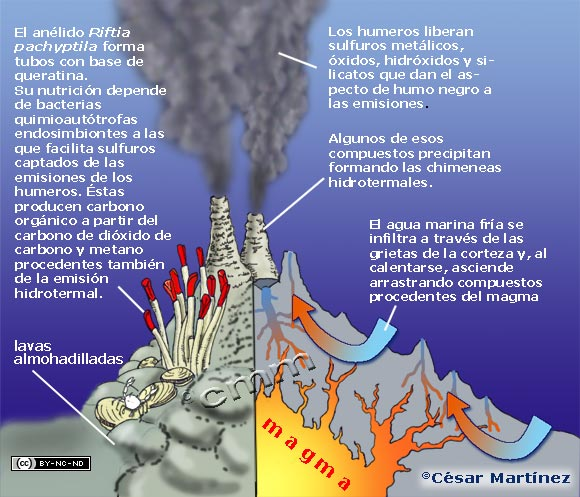 El anélido Riftia
pachyptila forma
tubos con base de
queratina.
Su nutrición depende
de bacterias
quimioautótrofas
endosimbiontes a las
que facilita sulfuros
captados de las
emisiones de los
humeros. Éstas
producen carbono
orgánico a partir del
carbono de dióxido de
carbono y metano
procedentes también
de la emisión
hidrotermal.
Los humeros liberan
sulfuros metálicos,
óxidos, hidróxidos y si-
licatos que dan el as-
pecto de humo negro a
las emisiones.
Algunos de esos
compuestos precipitan
formando las chimeneas
hidrotermales.
El agua marina fría se
infiltra a través de las
grietas de la corteza y, al
calentarse, asciende
arrastrando compuestos
procedentes del magma
lavas
almohadilladas
cmm
magma
cc BY-NC-ND
©César Martínez